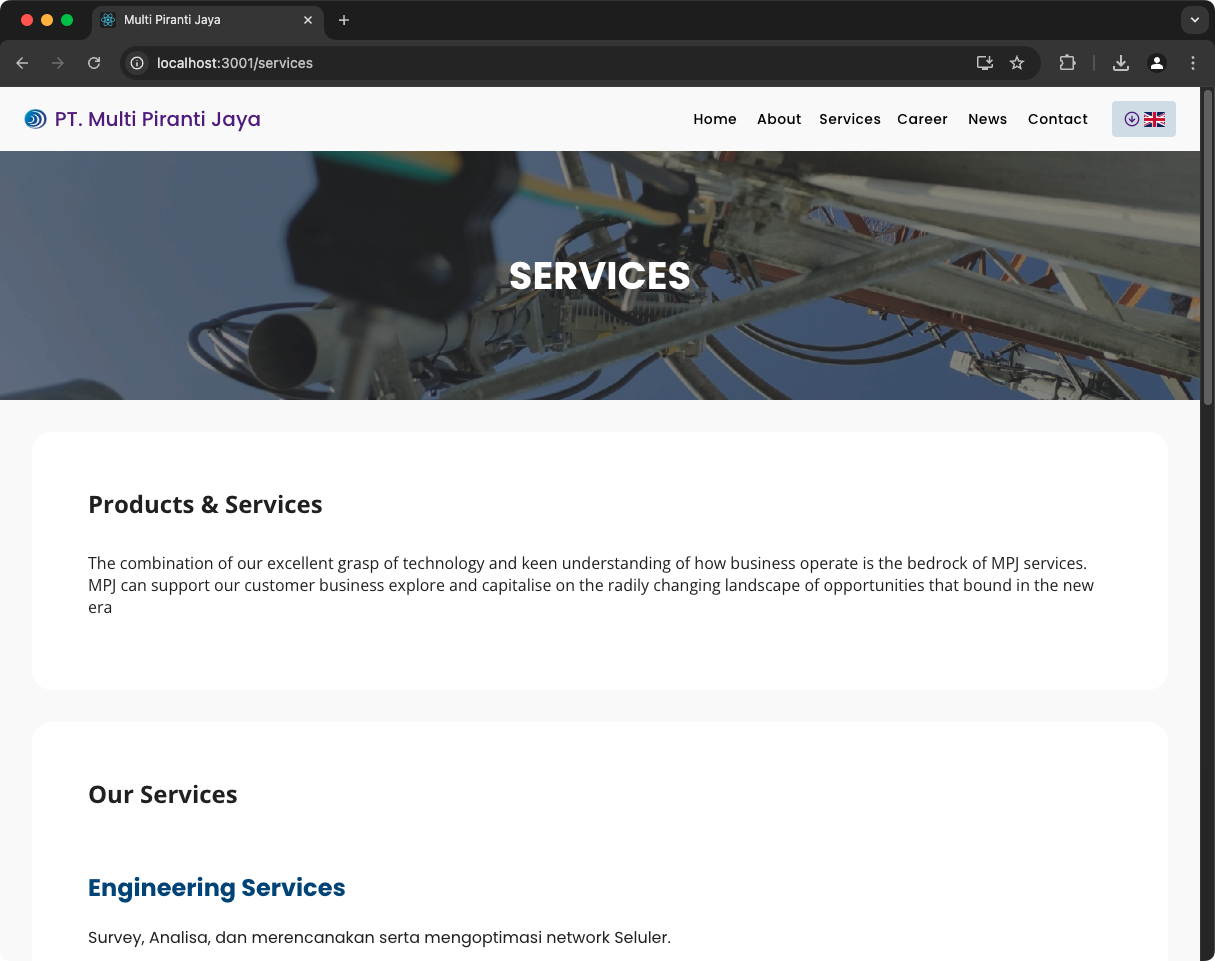 Multi Piranti Jaya
localhost:3001/services
PT. Multi Piranti Jaya
Home About Services Career News Contact
SERVICES
Products & Services
The combination of our excellent grasp of technology and keen understanding of how business operate is the bedrock of MPJ services.
MPJ can support our customer business explore and capitalise on the radily changing landscape of opportunities that bound in the new
era
Our Services
Engineering Services
Survey, Analisa, dan merencanakan serta mengoptimasi network Seluler.